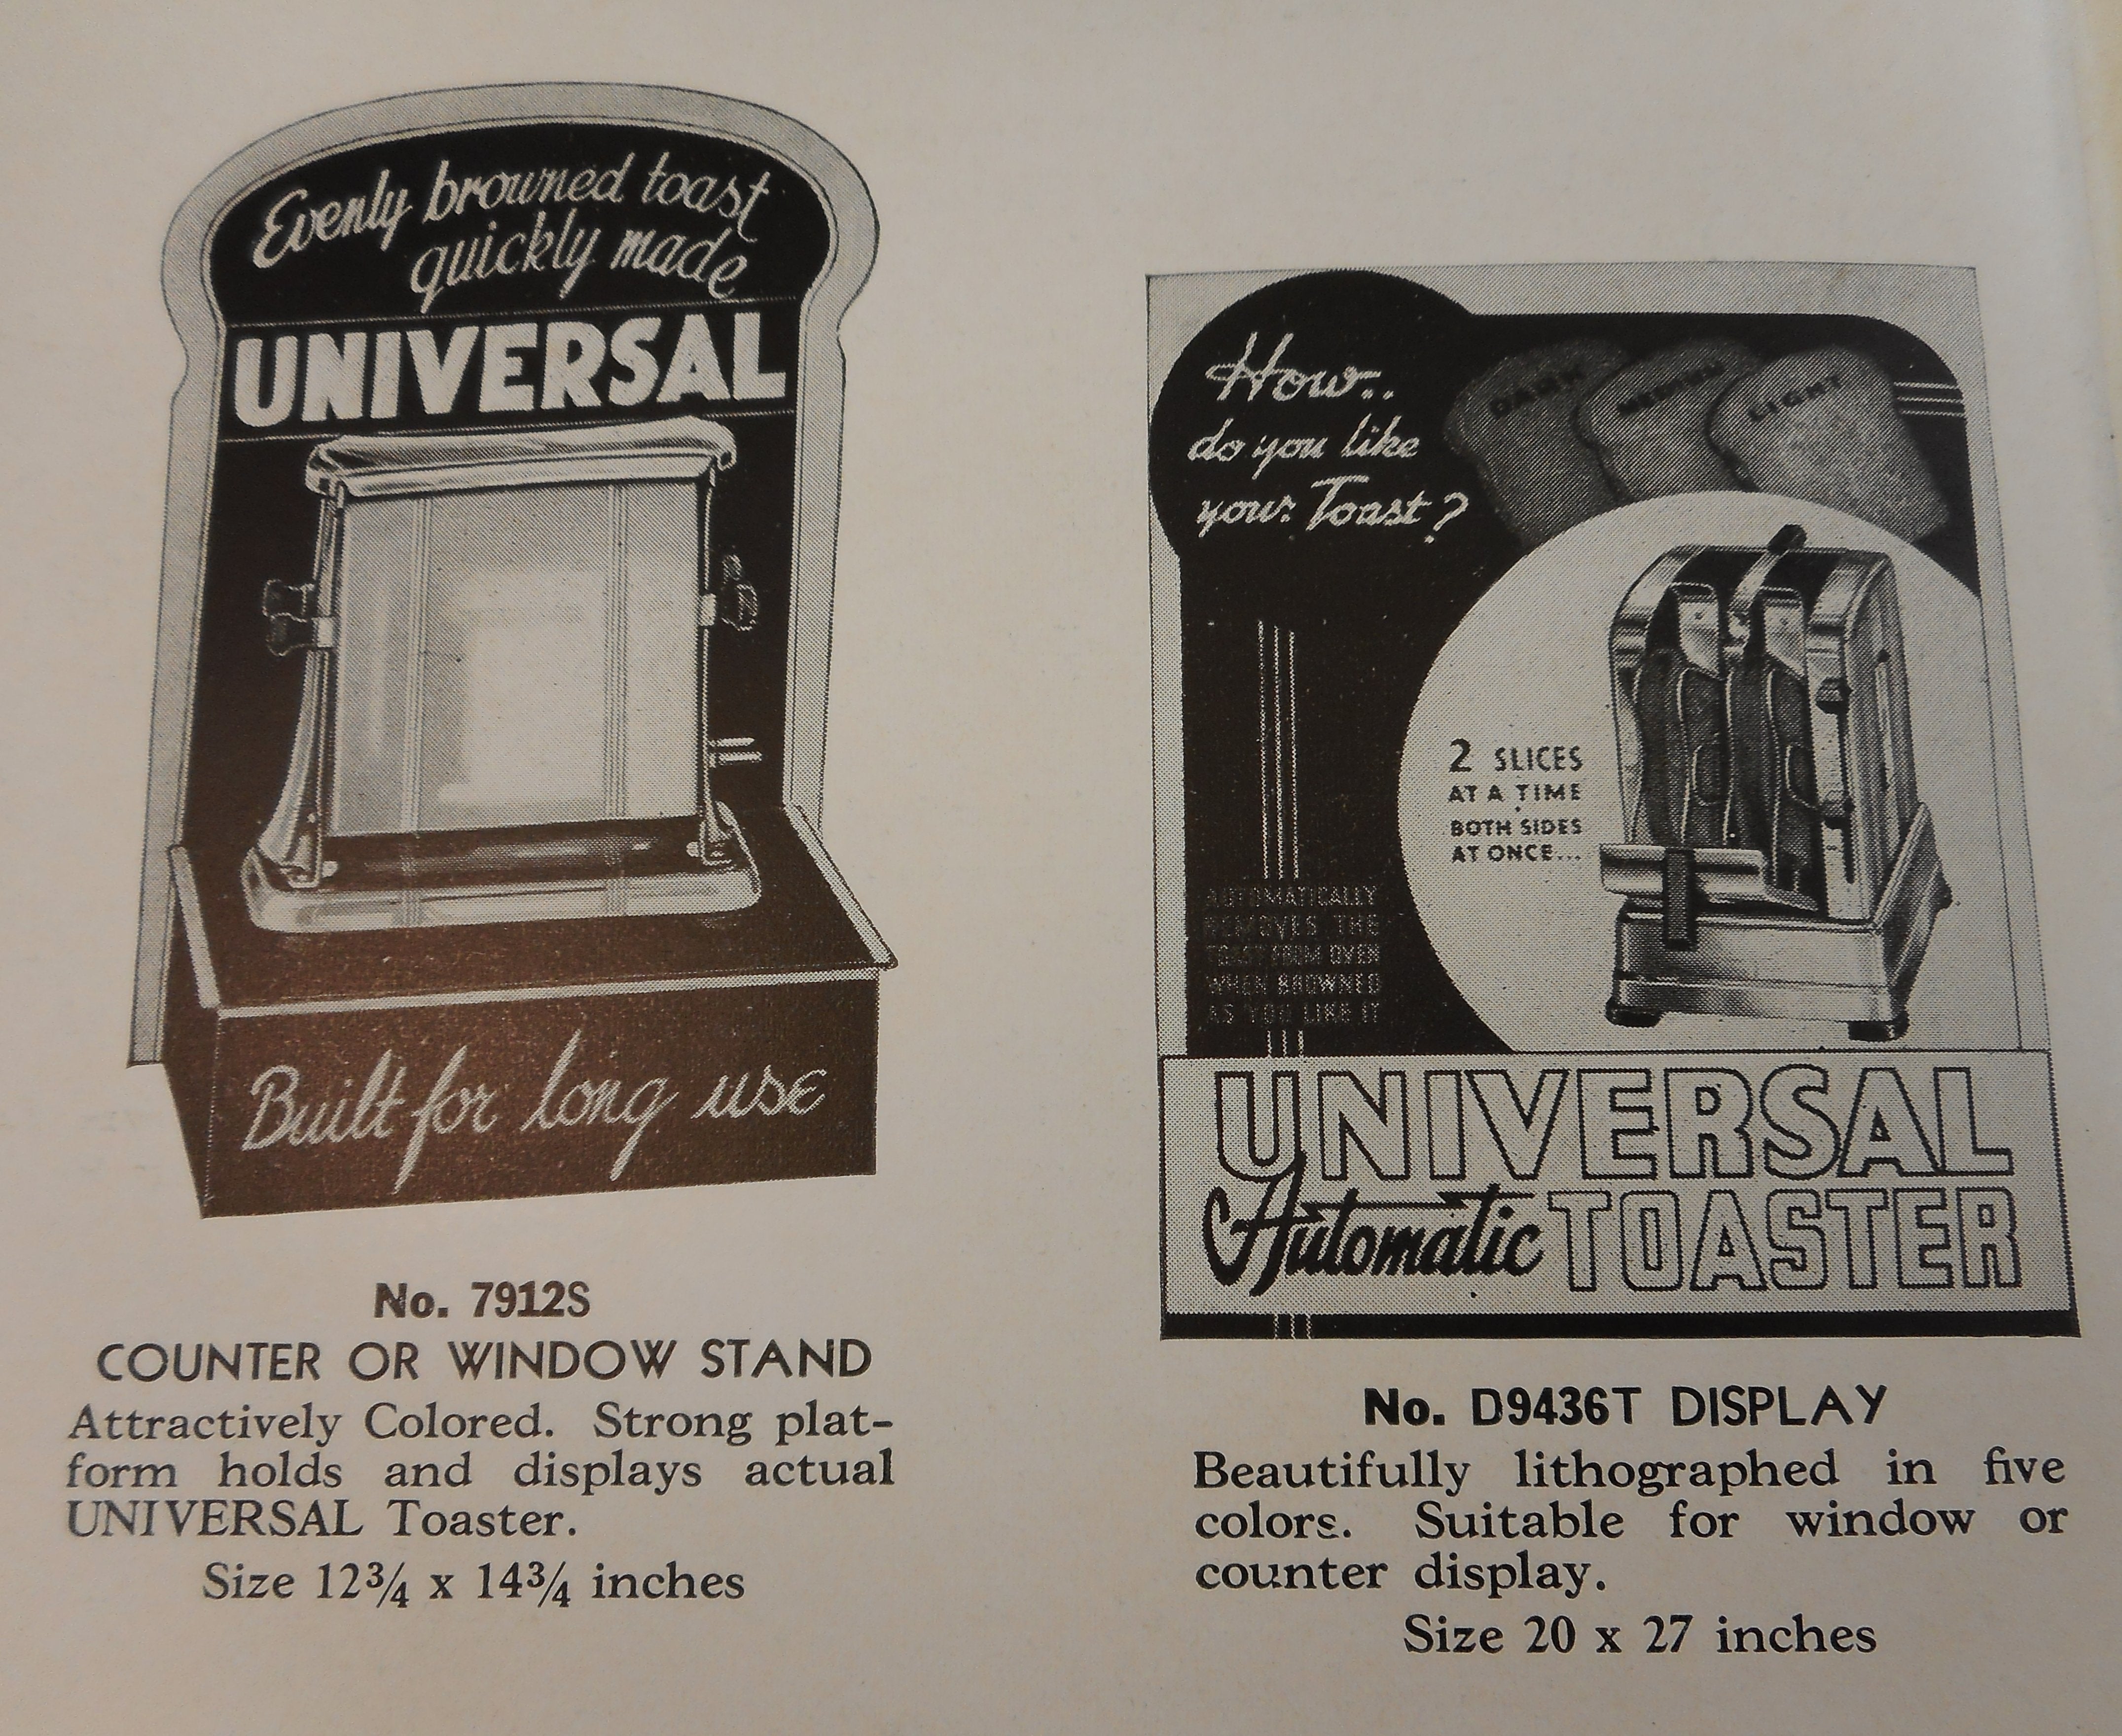 Evenly browned toast
quickly made
UNIVERSAL
Built for long use
No. 7912S
COUNTER OR WINDOW STAND
Attractively Colored. Strong plat-
form holds and displays actual
UNIVERSAL Toaster.
Size 12¾ x 14¾ inches
How..
do you like
your Toast?
DARK
MEDIUM
LIGHT
2 SLICES
AT A TIME
BOTH SIDES
AT ONCE...
AUTOMATICALLY
REMOVES THE
TOAST FROM OVEN
WHEN BROWNED
AS YOU LIKE IT
UNIVERSAL
Automatic TOASTER
No. D9436T DISPLAY
Beautifully lithographed in five
colors. Suitable for window or
counter display.
Size 20 x 27 inches